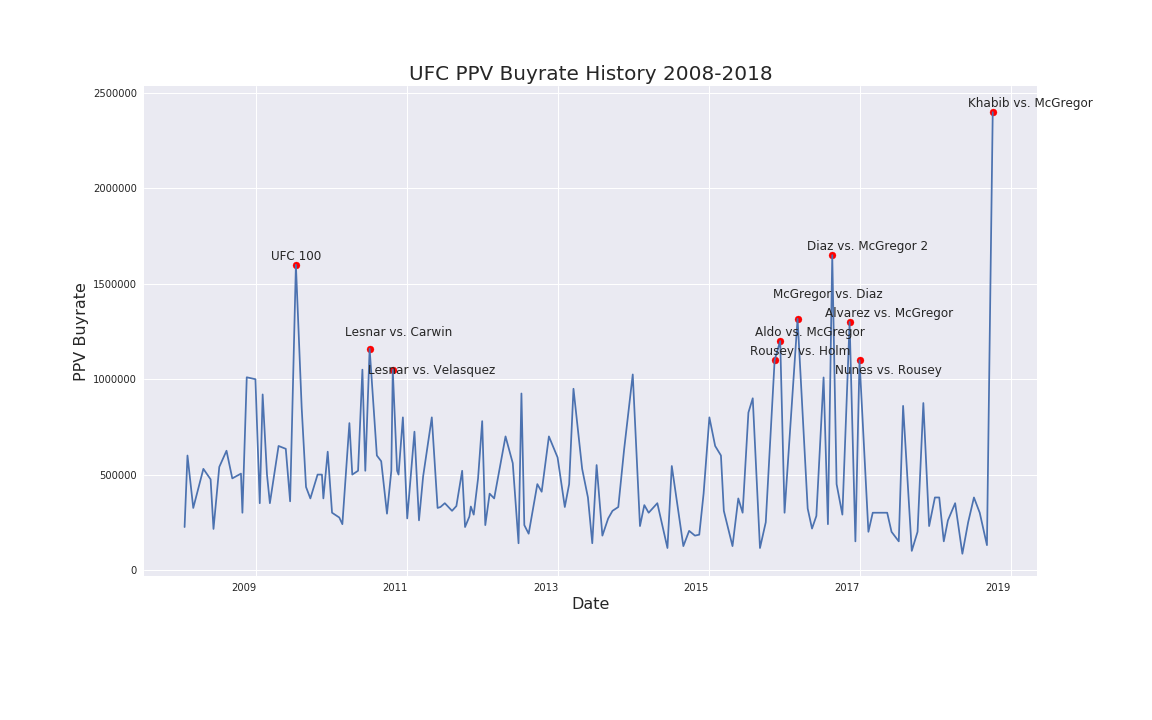 UFC PPV Buyrate History 2008-2018
2500000
Khabib vs. McGregor
2000000
Diaz vs. McGregor 2
UFC 100
1500000
McGregor vs. Diaz
Alvarez vs. McGregor
Lesnar vs. Carwin
Aldo vs. McGregor
Rousey vs. Holm
PPV Buyrate
1000000
Lesnar vs. Velasquez
Nunes vs. Rousey
500000
0
2009
2011
2013
2015
2017
2019
Date